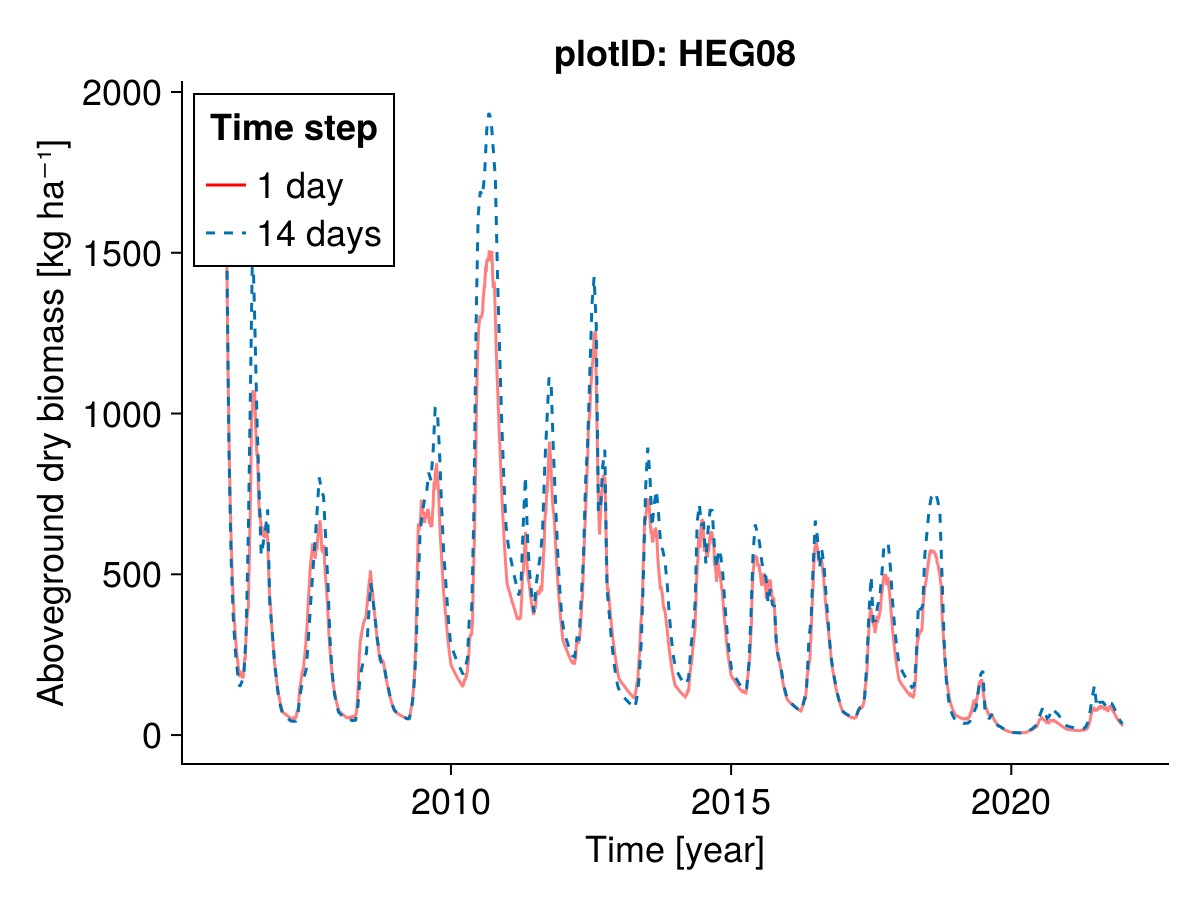 plotID: HEG08
Aboveground dry biomass [kg ha⁻¹]
2000
1500
1000
500
0
Time step
1 day
14 days
2010
2015
2020
Time [year]